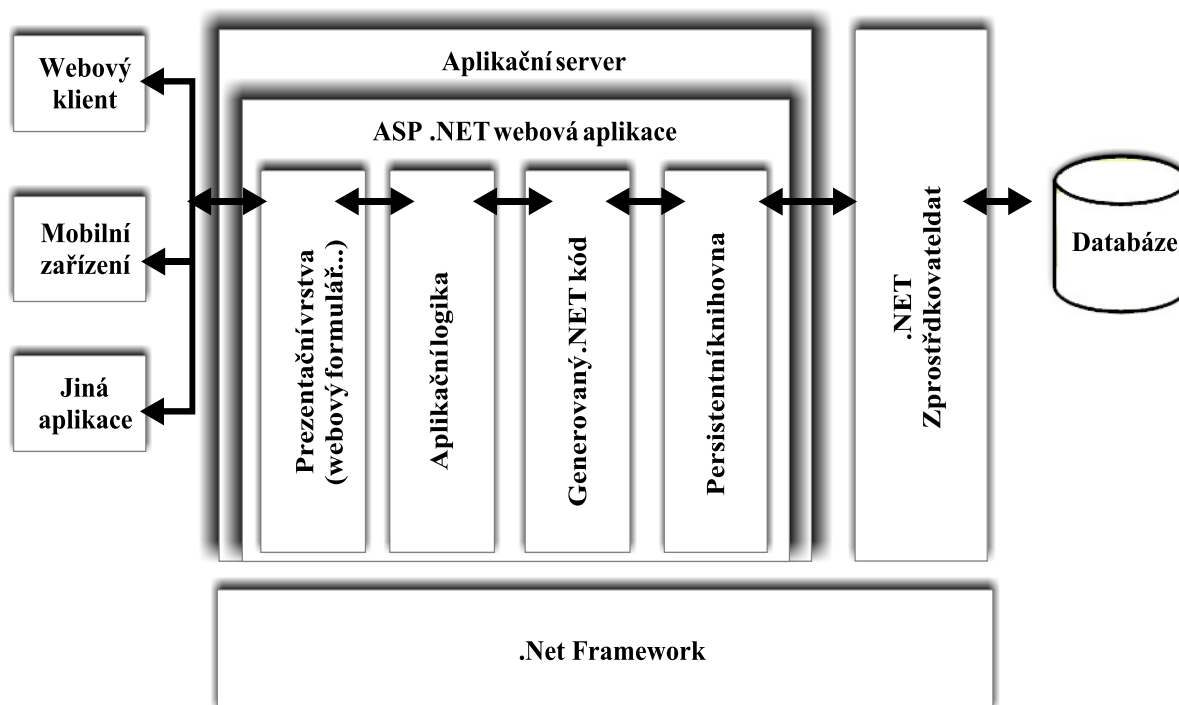 Webový
klient
Mobilní
zařízení
Jiná
aplikace
Aplikační server
ASP .NET webová aplikace
Prezentační vrstva
(webový formulář...)
Aplikační logika
Generovaný .NET kód
Persistentní knihovna
.NET
Zprostřdkovatel dat
Databáze
.Net Framework